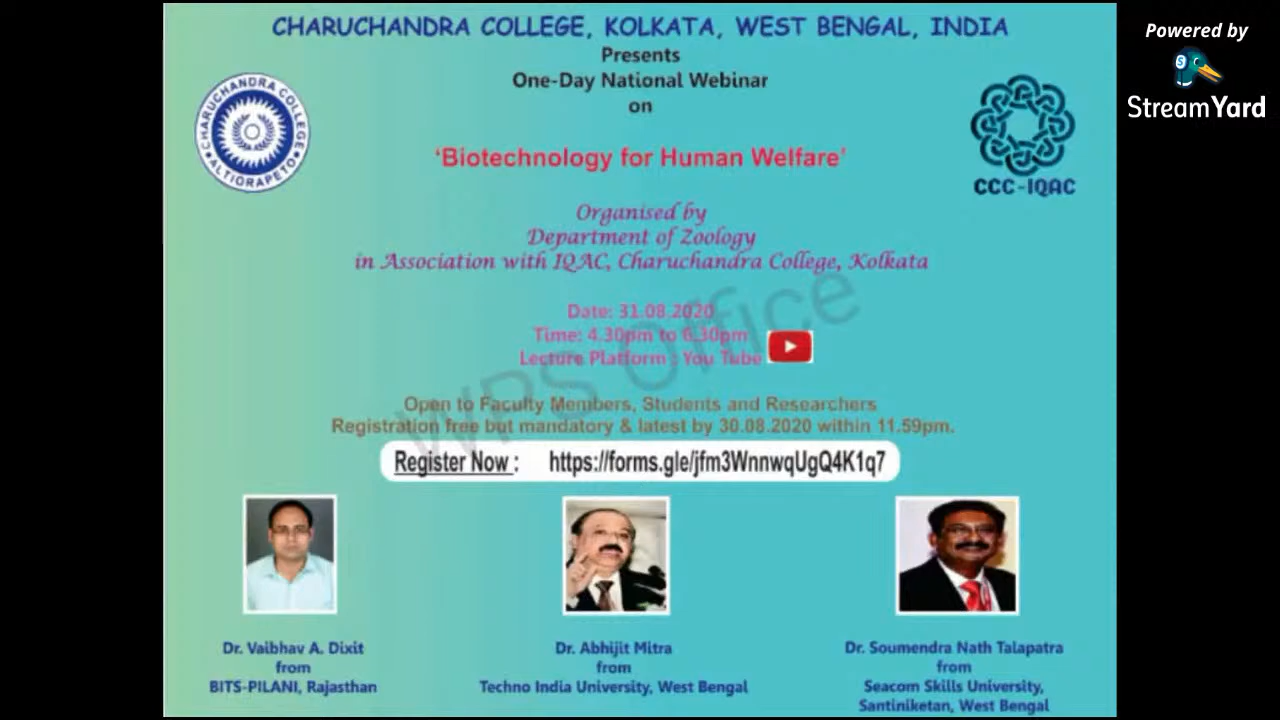 CHARUCHANDRA COLLEGE, KOLKATA, WEST BENGAL, INDIA
Presents
One-Day National Webinar
on
'Biotechnology for Human Welfare'
Organised by
Department of Zoology
in Association with IQAC, Charuchandra College, Kolkata
Date: 31.08.2020
Time: 4.30pm to 6.30pm
Lecture Platform : You Tube
Open to Faculty Members, Students and Researchers
Registration free but mandatory & latest by 30.08.2020 within 11.59pm.
Register Now : https://forms.gle/jfm3WnnwqUgQ4K1q7
Dr. Vaibhav A. Dixit
from
BITS-PILANI, Rajasthan
Dr. Abhijit Mitra
from
Techno India University, West Bengal
Dr. Soumendra Nath Talapatra
from
Seacom Skills University,
Santiniketan, West Bengal
CHARUCHANDRA COLLEGE
ALTIORAPETO
CCC-IQAC
WPS Office
Powered by
S
StreamYard